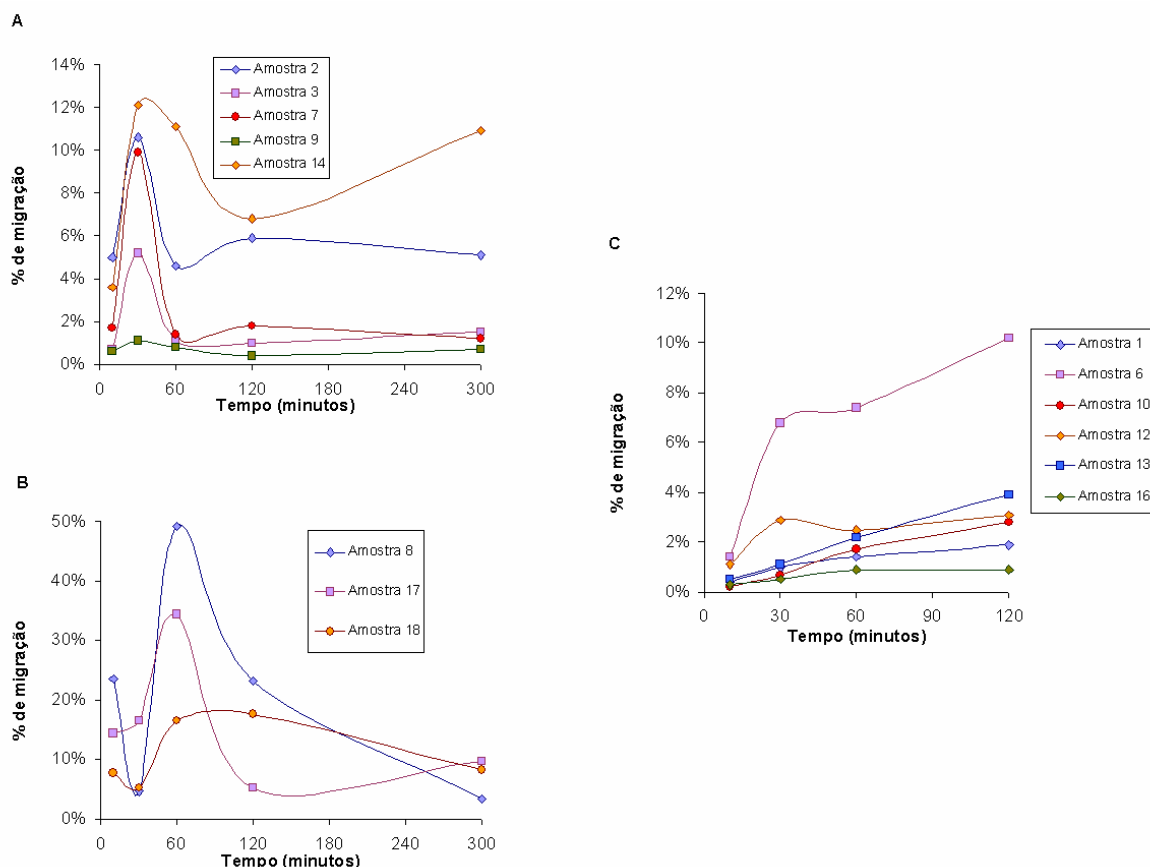 A
14%
12%
10%
8%
6%
4%
2%
0%
% de migração
Amostra 2
Amostra 3
Amostra 7
Amostra 9
Amostra 14
0 60 120 180 240 300
Tempo (minutos)
B
50%
40%
30%
20%
10%
0%
% de migração
Amostra 8
Amostra 17
Amostra 18
0 60 120 180 240 300
Tempo (minutos)
C
12%
10%
8%
6%
4%
2%
0%
% de migração
Amostra 1
Amostra 6
Amostra 10
Amostra 12
Amostra 13
Amostra 16
0 30 60 90 120
Tempo (minutos)